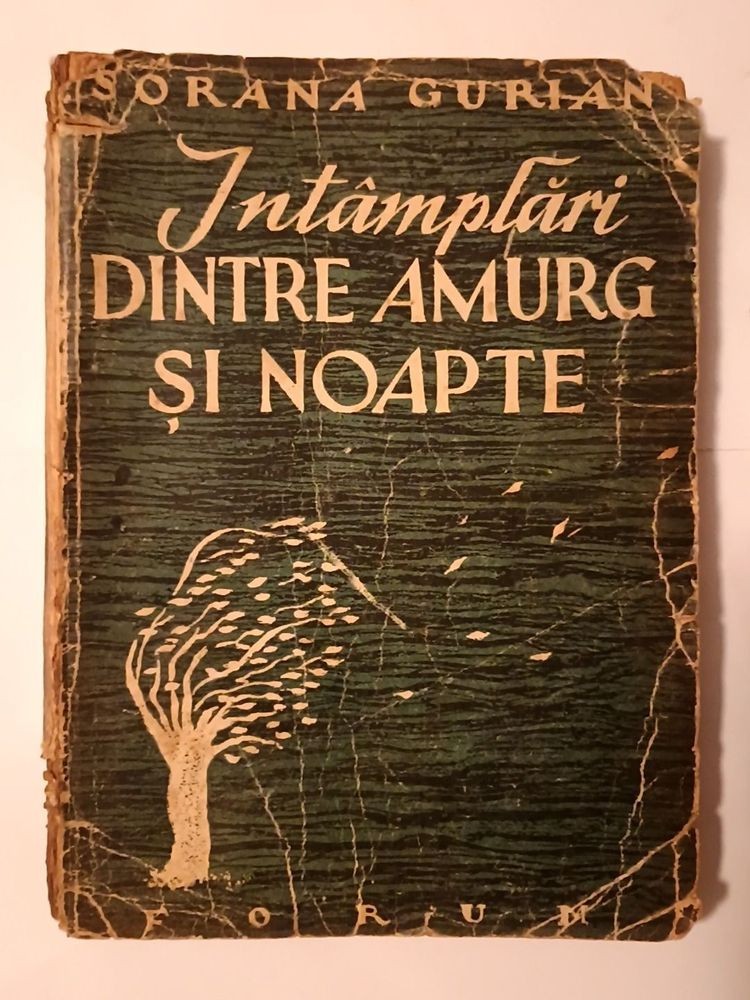 SORANA GURIAN
Intâmplări
DINTRE AMURG
ȘI NOAPTE
FORUM